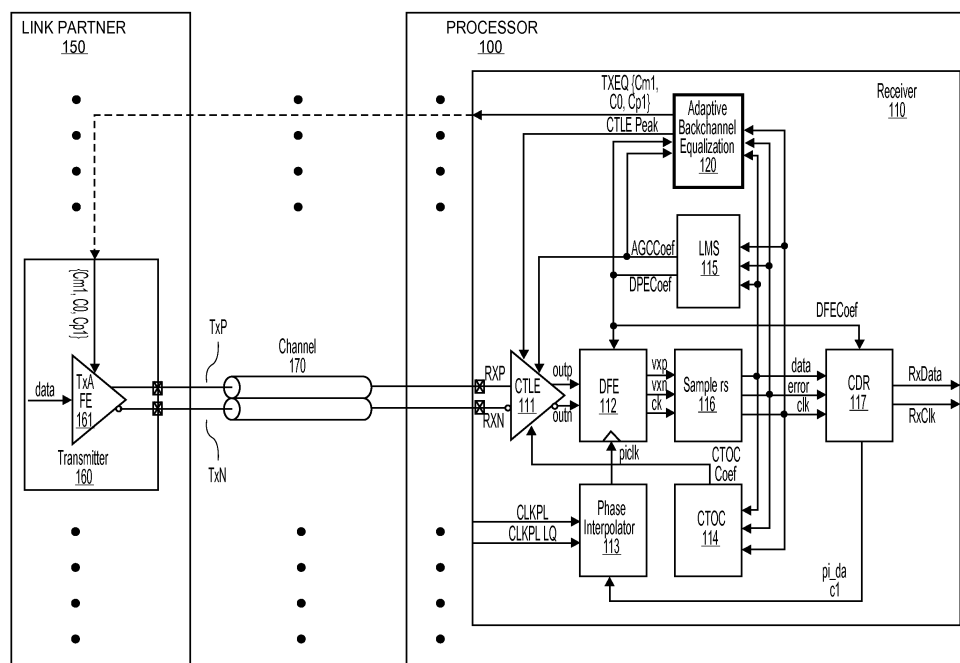 LINK PARTNER
150
PROCESSOR
100
Receiver
110
TXEQ {Cm1,
C0, Cp1}
CTLE Peak
Adaptive
Backchannel
Equalization
120
AGCCoef
DPECoef
LMS
115
DFECoef
{Cm1, C0, Cp1}
data
TxA
FE
161
Transmitter
160
TxP
TxN
Channel
170
RXP
RXN
CTLE
111
outp
outn
DFE
112
vxp
vxn
ck
Sample rs
116
data
error
clk
CDR
117
RxData
RxClk
piclk
CTOC
Coef
CLKPL
CLKPL LQ
Phase
Interpolator
113
CTOC
114
pi_da
c1